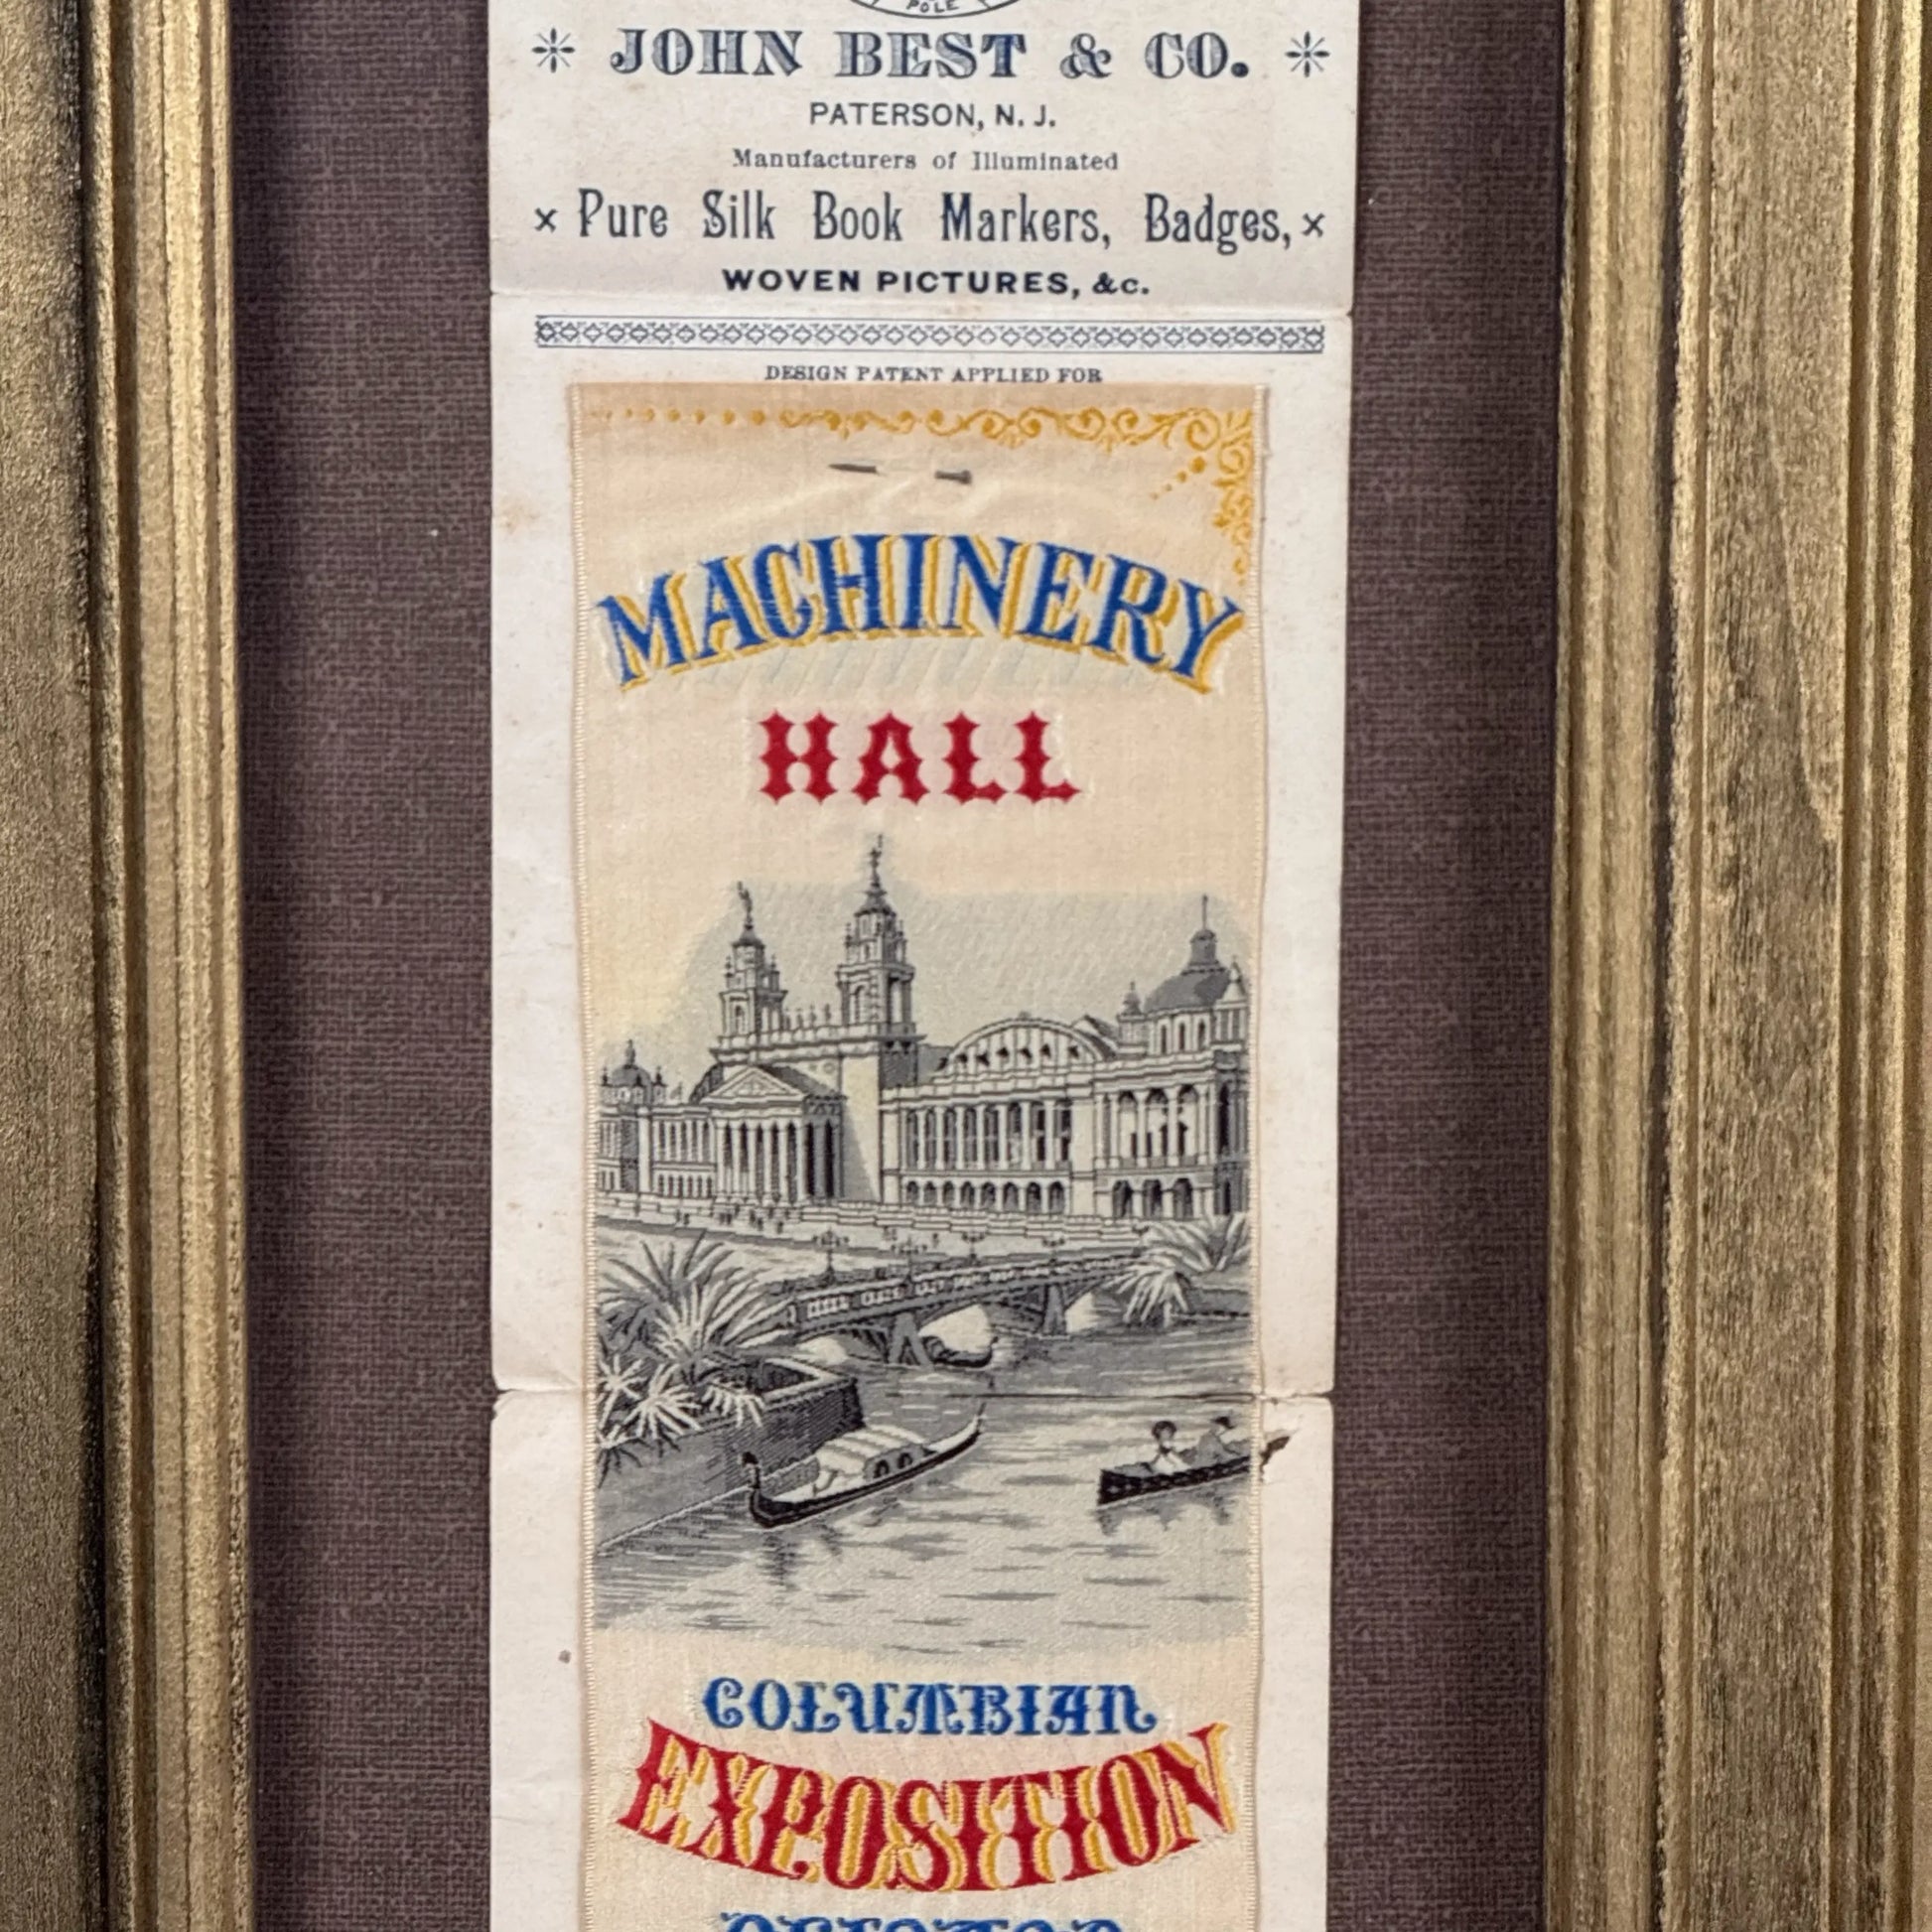 POLE
JOHN BEST & CO.
PATERSON, N. J.
Manufacturers of Illuminated
× Pure Silk Book Markers, Badges, ×
WOVEN PICTURES, &c.
DESIGN PATENT APPLIED FOR
MACHINERY
HALL
COLUMBIAN
EXPOSITION